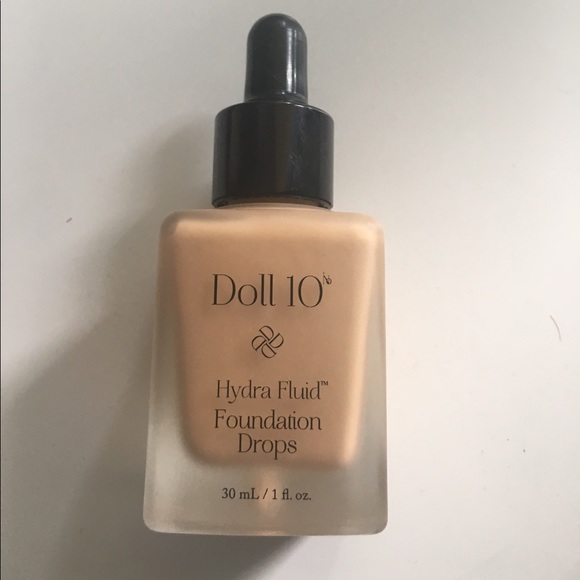 Doll 10
Hydra Fluid™
Foundation
Drops
30 mL / 1 fl. oz.